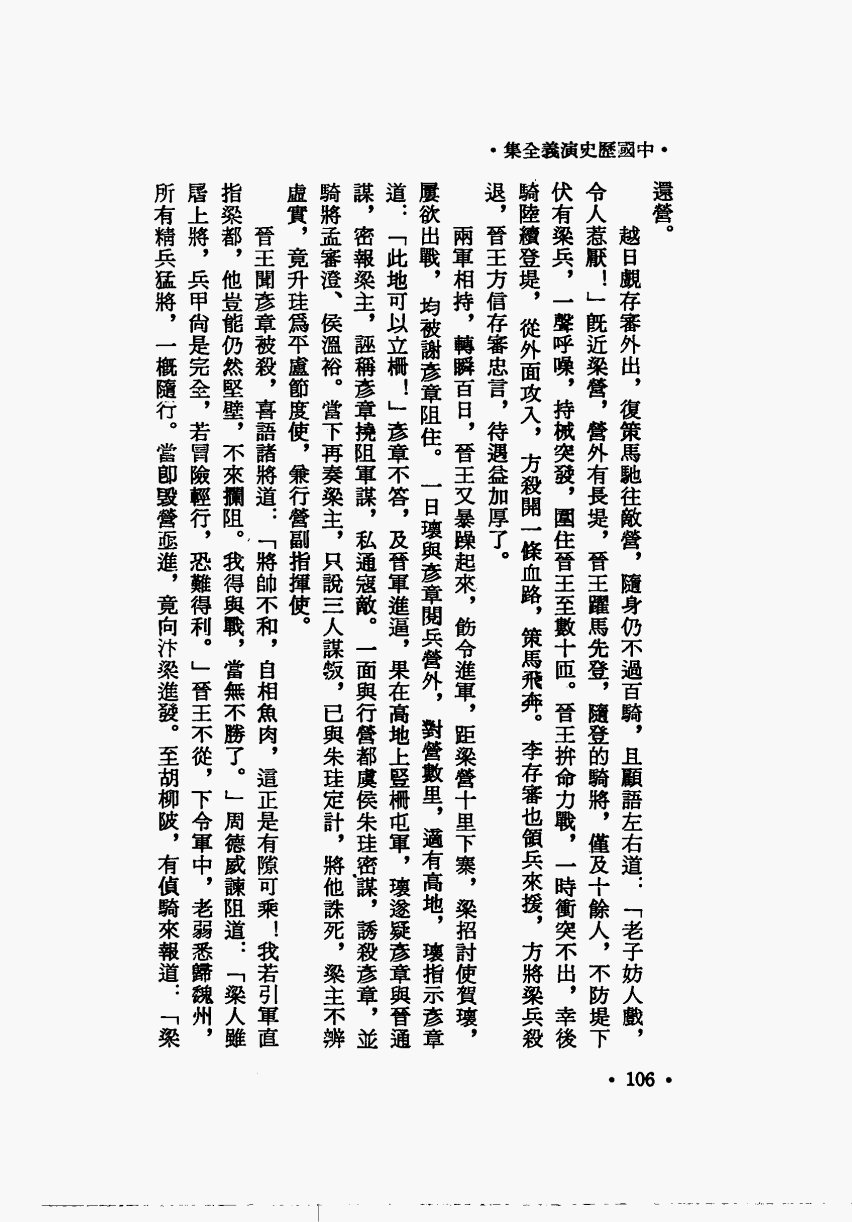 •中國歷史演義全集•
還營。
越日覷存審外出，復策馬馳往敵營，隨身仍不過百騎，且顧語左右道：「老子妨人戲，
令人惹厭！」既近梁營，營外有長堤，晉王躍馬先登，隨登的騎將，僅及十餘人，不防堤下
伏有梁兵，一聲呼噪，持械突發，圍住晉王至數十匝。晉王拚命力戰，一時衝突不出，幸後
騎陸續登堤，從外面攻入，方殺開一條血路，策馬飛奔。李存審也領兵來援，方將梁兵殺
退，晉王方信存審忠言，待遇益加厚了。
兩軍相持，轉瞬百日，晉王又暴躁起來，飭令進軍，距梁營十里下寨，梁招討使賀瓌，
屢欲出戰，均被謝彥章阻住。一日瓌與彥章閱兵營外，對營數里，適有高地，瓌指示彥章
道：「此地可以立柵！」彥章不答，及晉軍進逼，果在高地上豎柵屯軍，瓌遂疑彥章與晉通
謀，密報梁主，誣稱彥章撓阻軍謀，私通寇敵。一面與行營都虞侯朱珪密謀，誘殺彥章，並
騎將孟審澄、侯溫裕。當下再奏梁主，只說三人謀叛，已與朱珪定計，將他誅死，梁主不辨
虛實，竟升珪爲平盧節度使，兼行營副指揮使。
晉王聞彥章被殺，喜語諸將道：「將帥不和，自相魚肉，這正是有隙可乘！我若引軍直
指梁都，他豈能仍然堅壁，不來攔阻。我得與戰，當無不勝了。」周德威諫阻道：「梁人雖
屠上將，兵甲尙是完全，若冒險輕行，恐難得利。」晉王不從，下令軍中，老弱悉歸魏州，
所有精兵猛將，一概隨行。當卽毀營亟進，竟向汴梁進發。至胡柳陂，有偵騎來報道：「梁
•106•